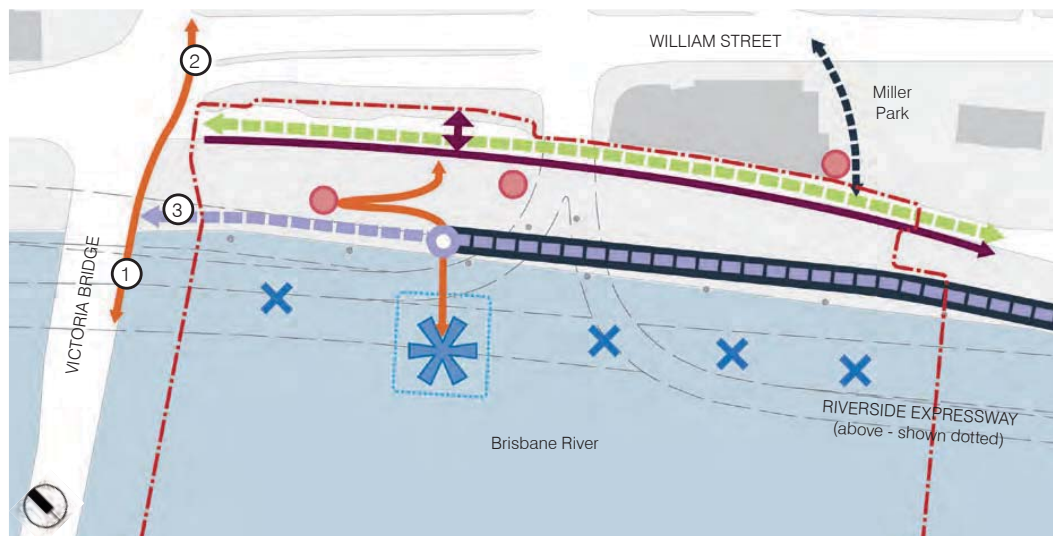 WILLIAM STREET
2
Miller
Park
3
1
VICTORIA BRIDGE
RIVERSIDE EXPRESSWAY
(above - shown dotted)
Brisbane River